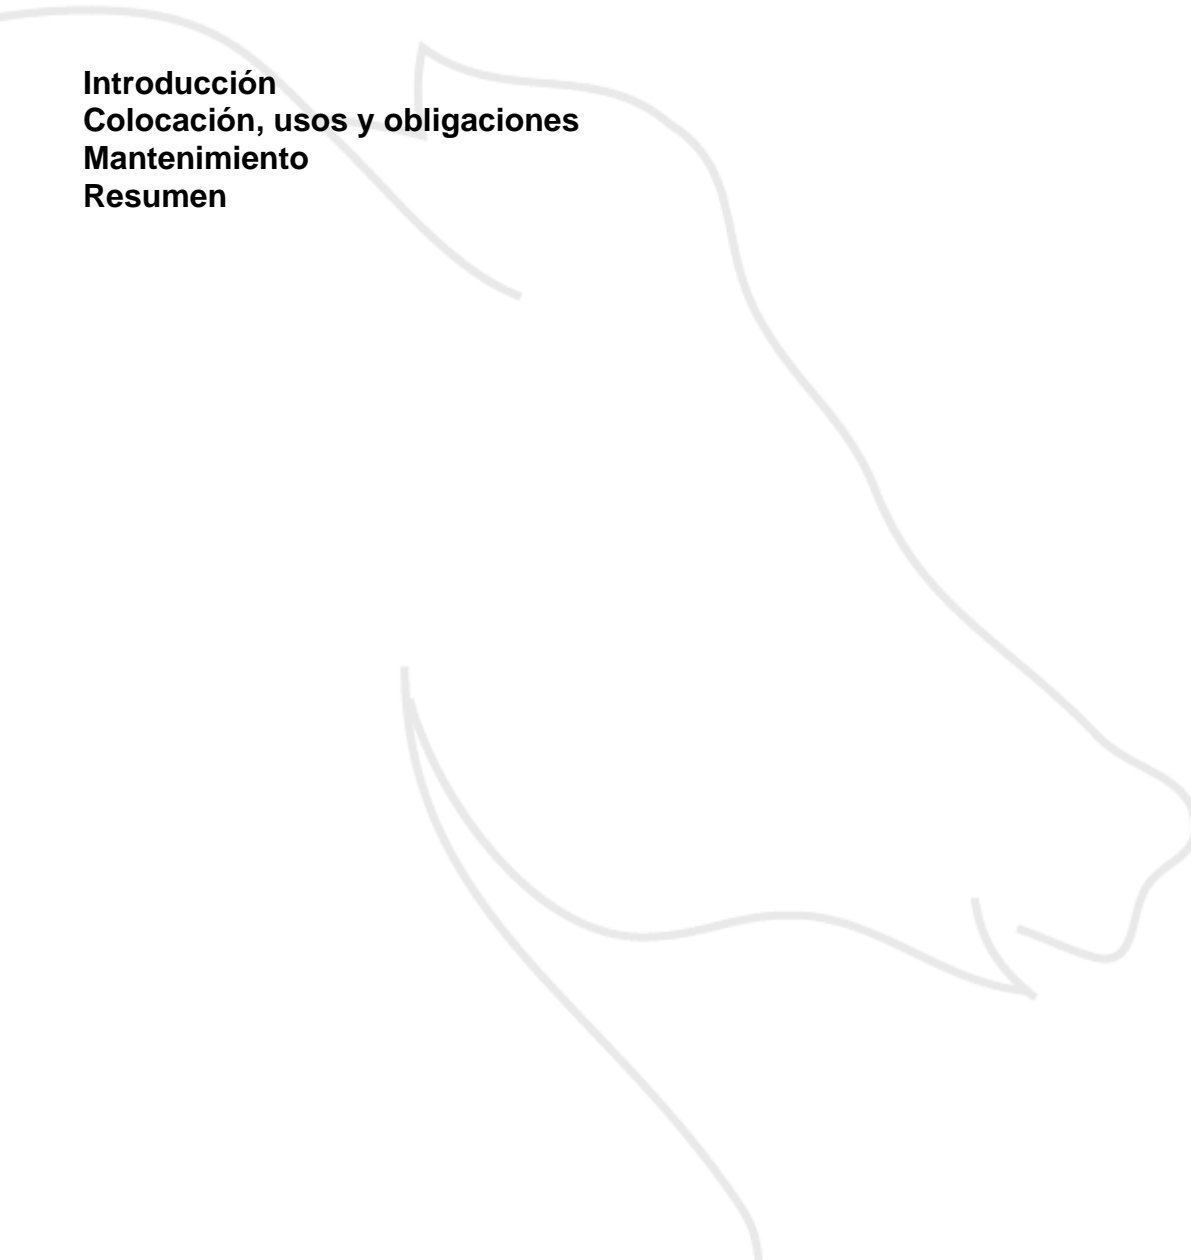 Introducción
Colocación, usos y obligaciones
Mantenimiento
Resumen